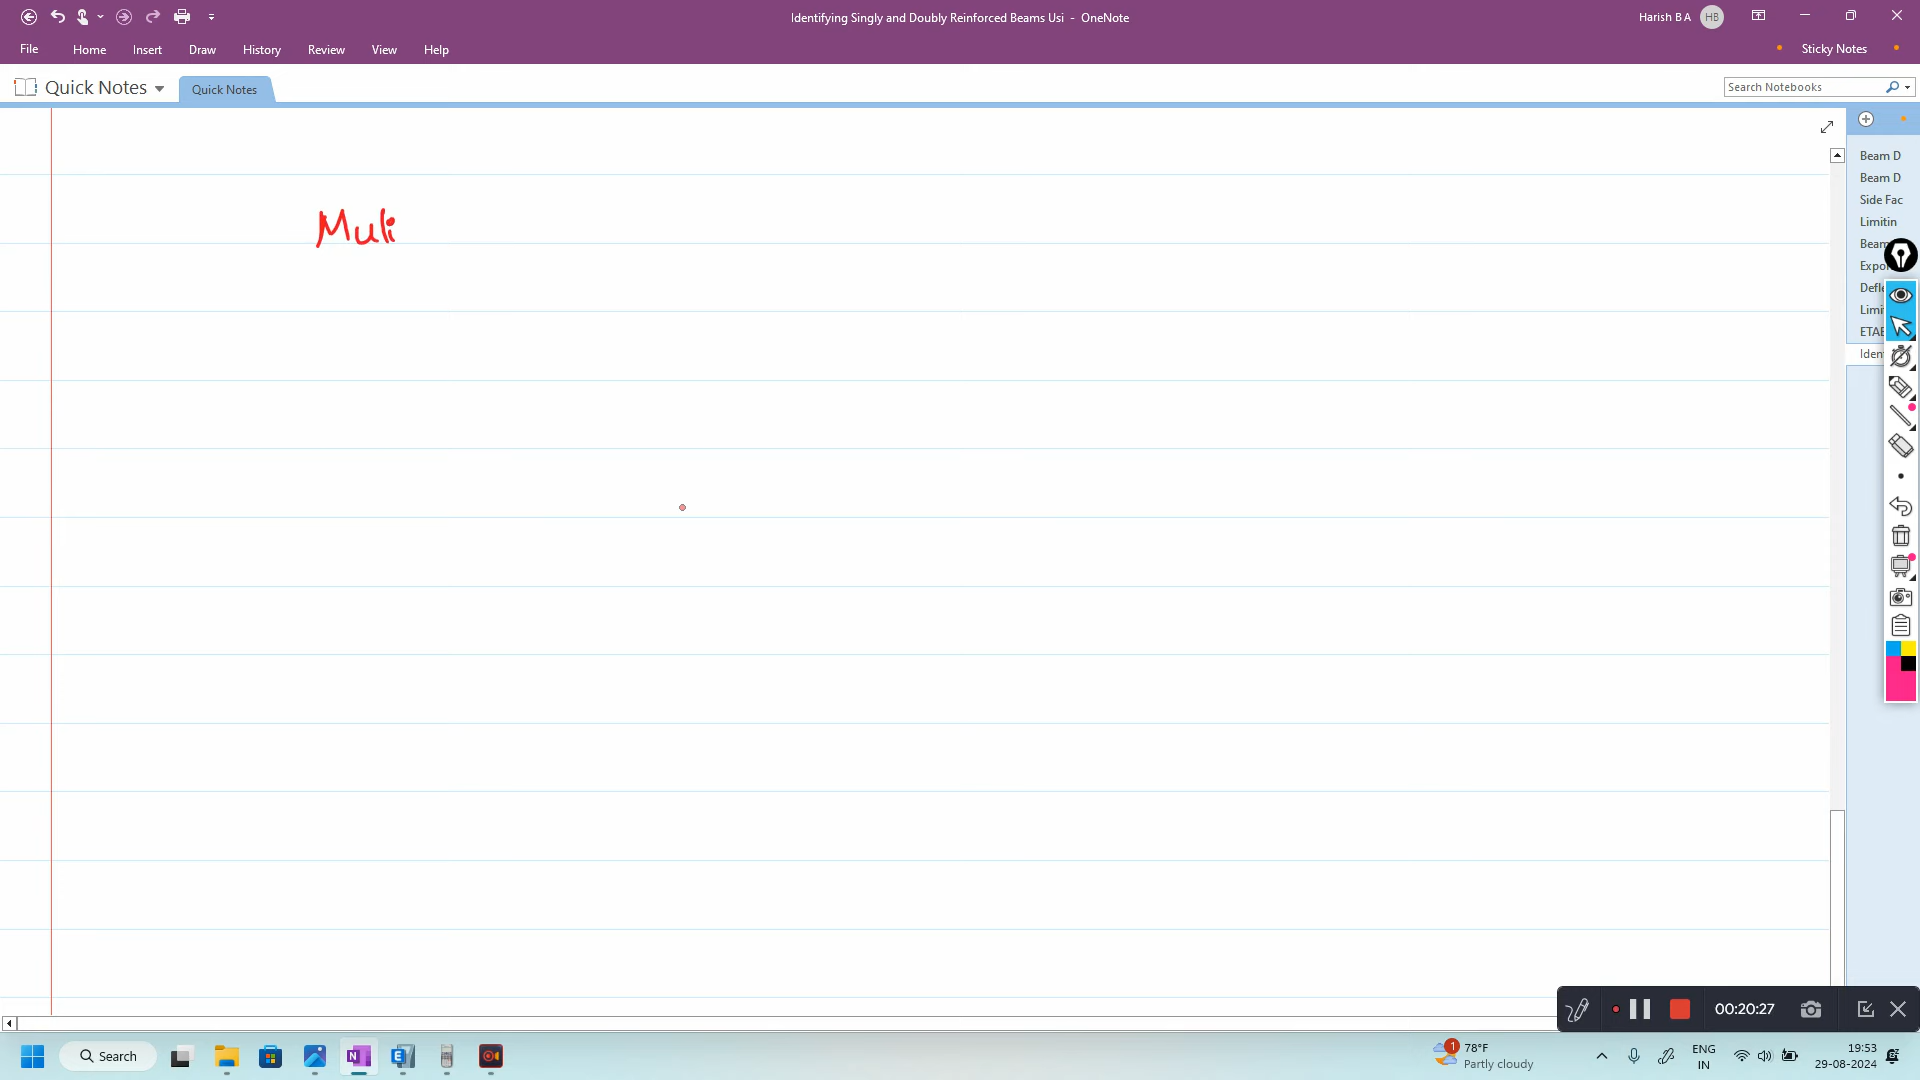 Identifying Singly and Doubly Reinforced Beams Usi - OneNote
Harish B A
HB
File
Home
Insert
Draw
History
Review
View
Help
Sticky Notes
Quick Notes
Quick Notes
Search Notebooks
Beam D
Beam D
Side Fac
Limitin
Beam
Expo
Defle
Limi
ETAB
Iden
Muli
00:20:27
Search
1
78°F
Partly cloudy
ENG
IN
19:53
29-08-2024